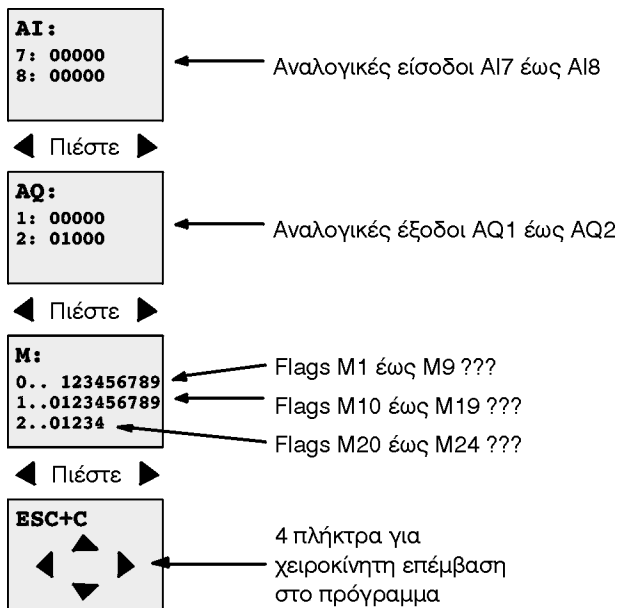 AI:
7: 00000
8: 00000
Αναλογικές είσοδοι AI7 έως AI8
Πιέστε
AQ:
1: 00000
2: 01000
Αναλογικές έξοδοι AQ1 έως AQ2
Πιέστε
M:
0.. 123456789
1..0123456789
2..01234
Flags M1 έως M9 ???
Flags M10 έως M19 ???
Flags M20 έως M24 ???
Πιέστε
ESC+C
4 πλήκτρα για
χειροκίνητη επέμβαση
στο πρόγραμμα